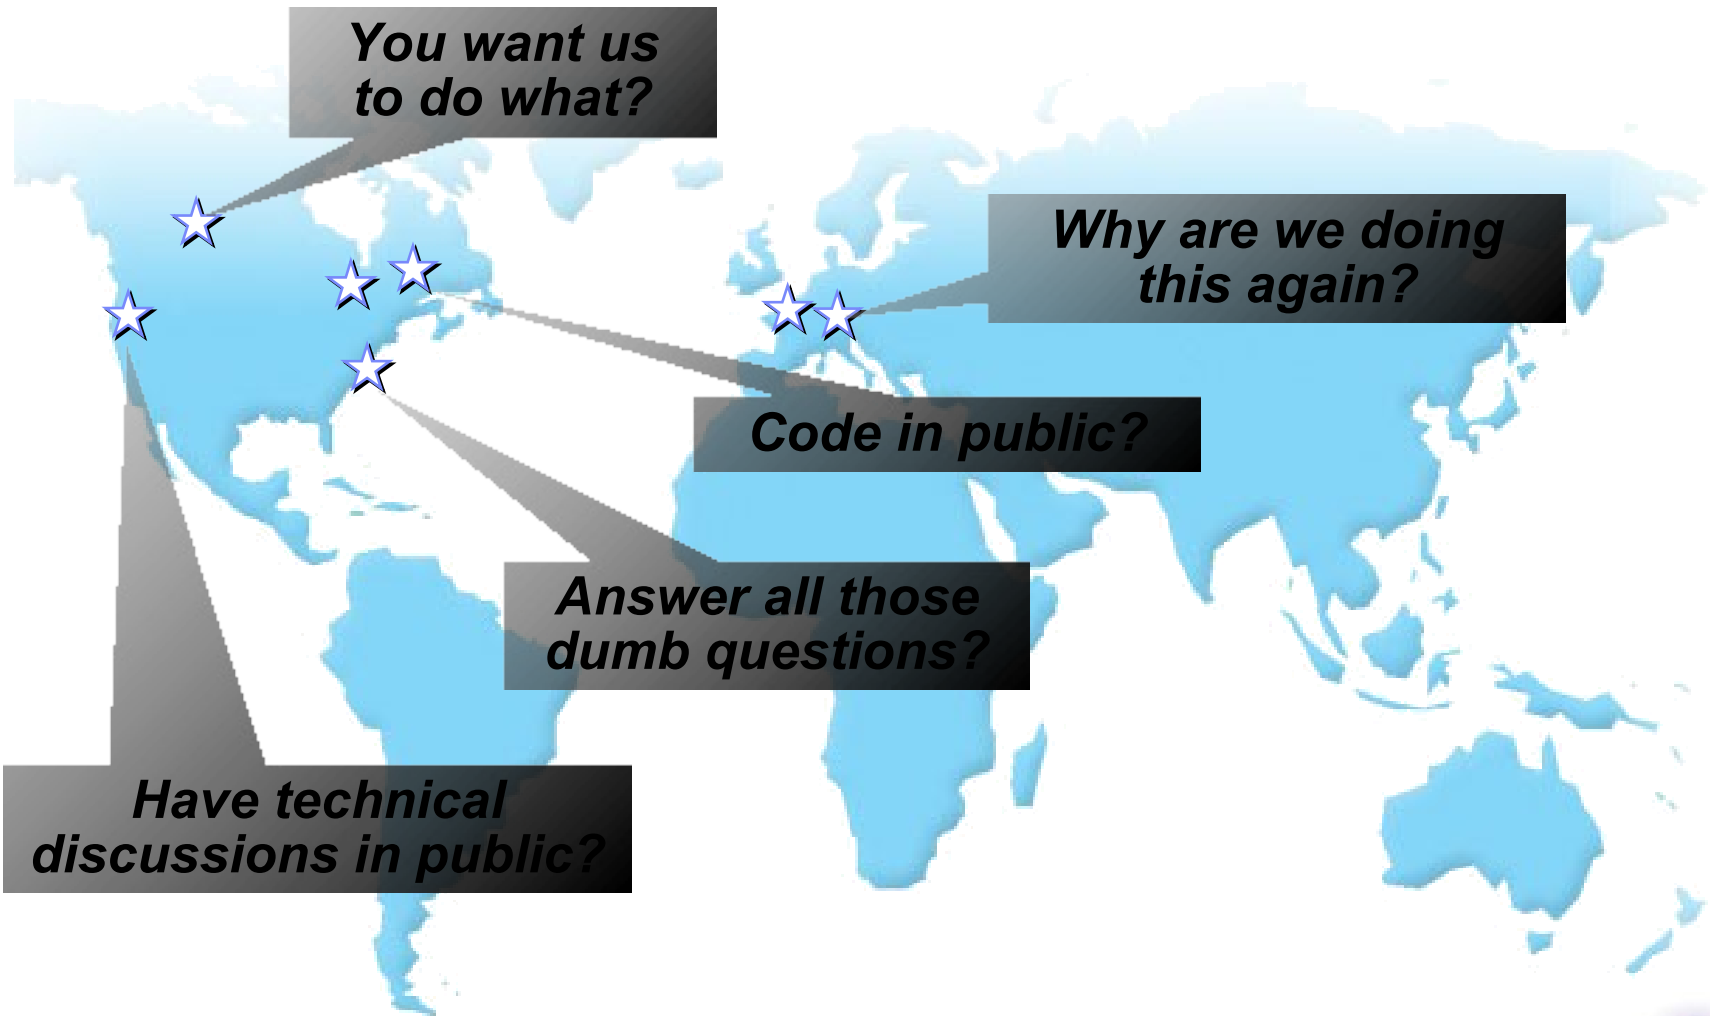 You want us
to do what?
Why are we doing
this again?
Code in public?
Answer all those
dumb questions?
Have technical
discussions in public?